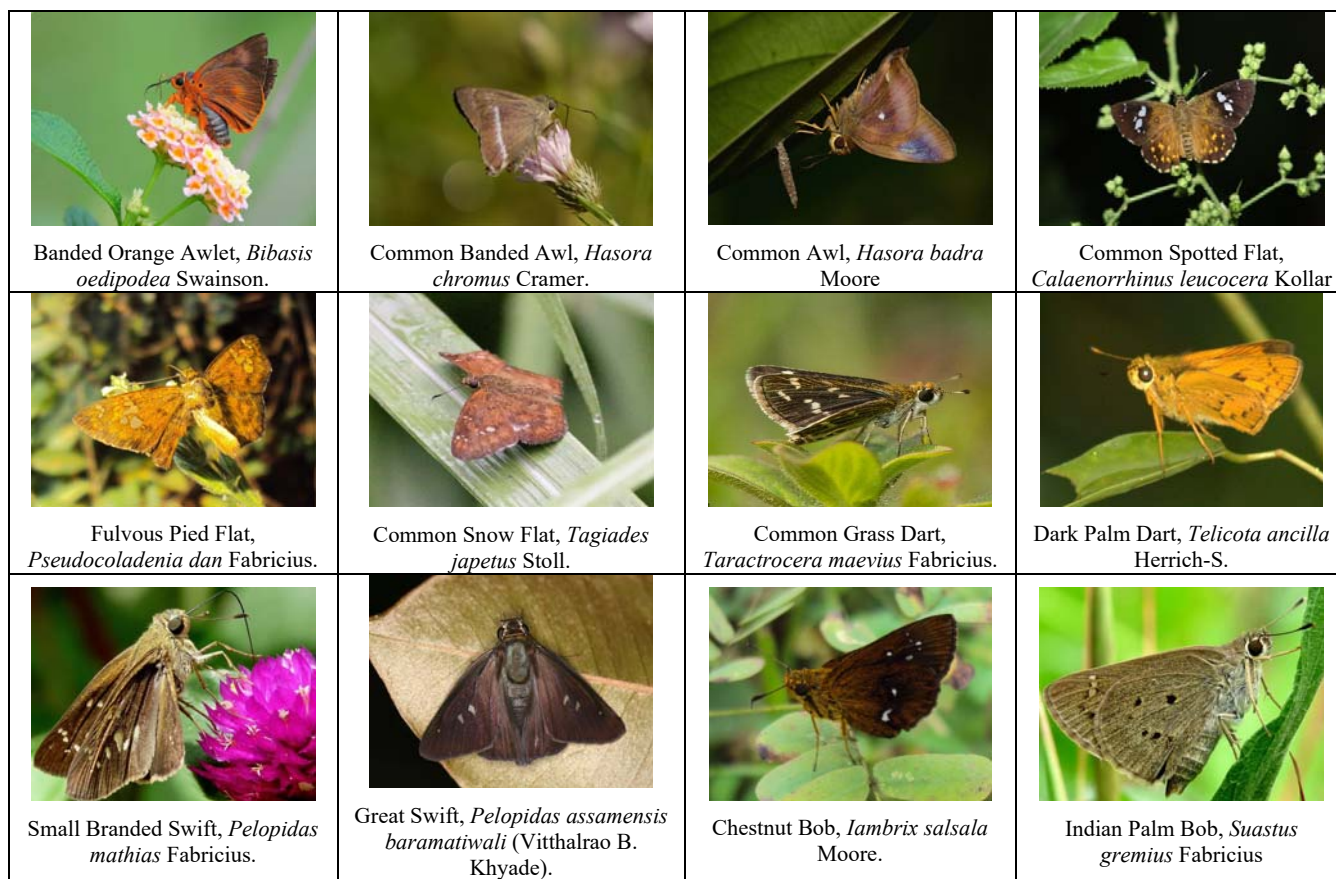 Banded Orange Awlet, Bibasis
oedipodea Swainson.
Common Banded Awl, Hasora
chromus Cramer.
Common Awl, Hasora badra
Moore
Common Spotted Flat,
Calaenorrhinus leucocera Kollar
Fulvous Pied Flat,
Pseudocoladenia dan Fabricius.
Common Snow Flat, Tagiades
japetus Stoll.
Common Grass Dart,
Taractrocera maevius Fabricius.
Dark Palm Dart, Telicota ancilla
Herrich-S.
Small Branded Swift, Pelopidas
mathias Fabricius.
Great Swift, Pelopidas assamensis
baramatiwali (Vitthalrao B.
Khyade).
Chestnut Bob, Iambrix salsala
Moore.
Indian Palm Bob, Suastus
gremius Fabricius